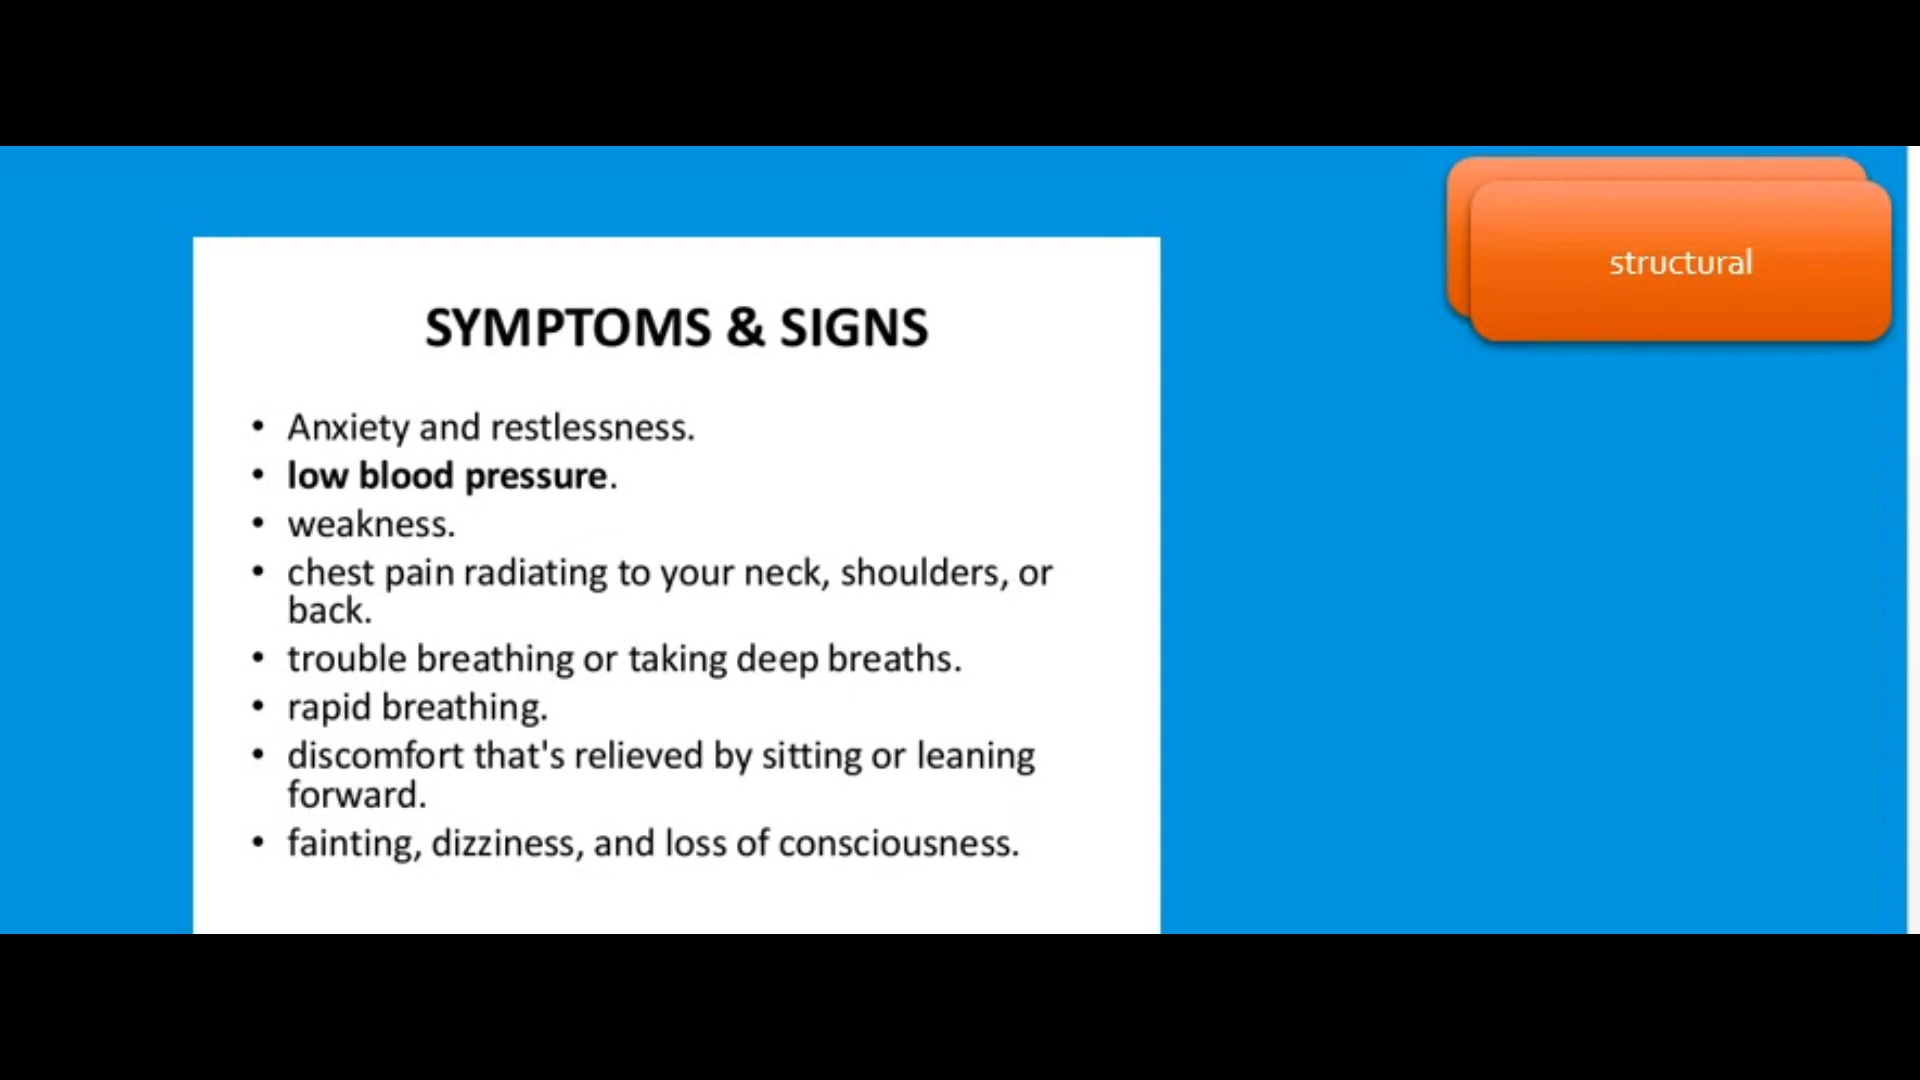 structural
SYMPTOMS & SIGNS
• Anxiety and restlessness.
• low blood pressure.
• weakness.
• chest pain radiating to your neck, shoulders, or
back.
• trouble breathing or taking deep breaths.
• rapid breathing.
• discomfort that's relieved by sitting or leaning
forward.
• fainting, dizziness, and loss of consciousness.